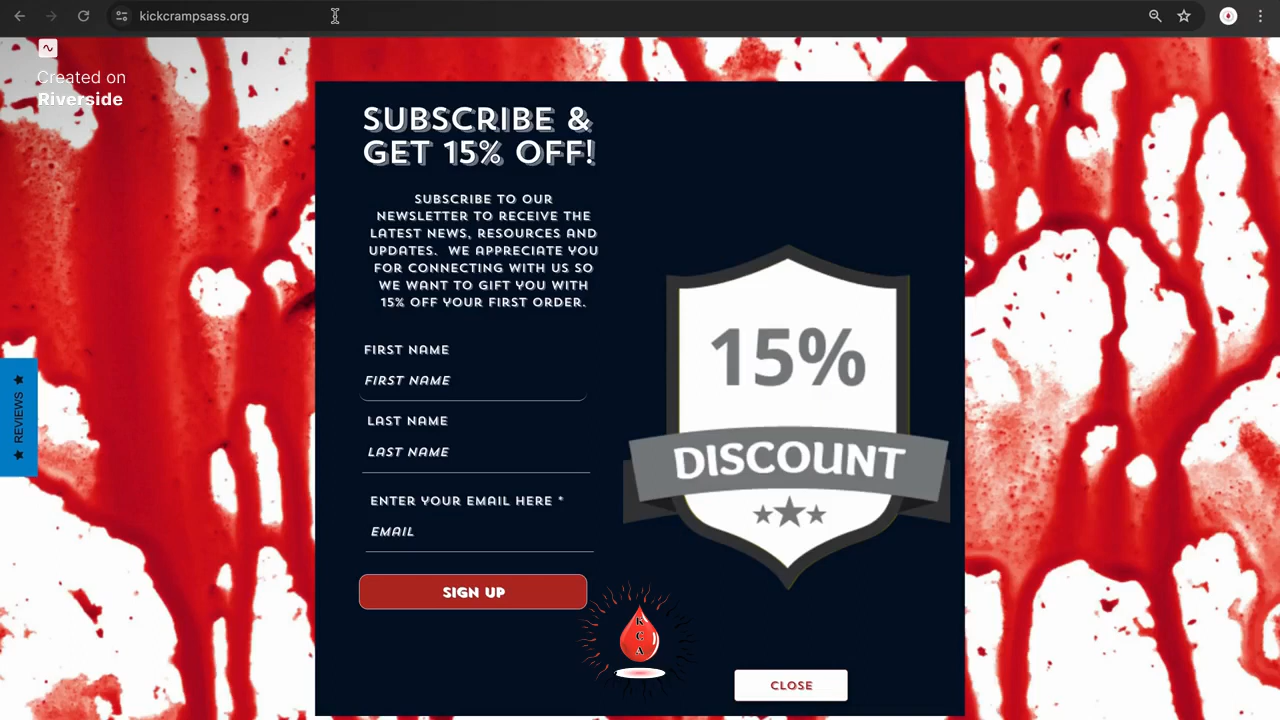 kickcrampsass.org
Created on
Riverside
SUBSCRIBE &
GET 15% OFF!
SUBSCRIBE TO OUR
NEWSLETTER TO RECEIVE THE
LATEST NEWS, RESOURCES AND
UPDATES. WE APPRECIATE YOU
FOR CONNECTING WITH US SO
WE WANT TO GIFT YOU WITH
15% OFF YOUR FIRST ORDER.
FIRST NAME
FIRST NAME
LAST NAME
LAST NAME
ENTER YOUR EMAIL HERE *
EMAIL
SIGN UP
15%
DISCOUNT
K
C
A
CLOSE
REVIEWS